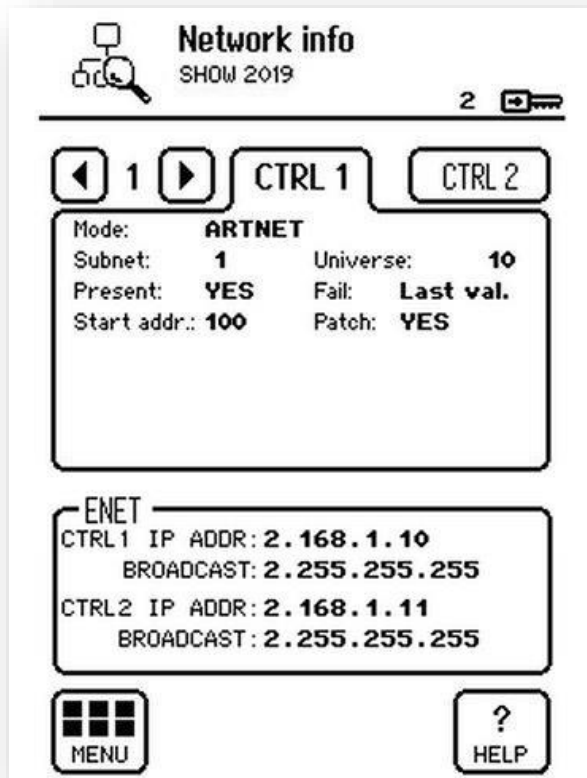 Network info
SHOW 2019
2
1 CTRL 1 CTRL 2
Mode: ARTNET
Subnet: 1 Universe: 10
Present: YES Fail: Last val.
Start addr.: 100 Patch: YES
ENET
CTRL1 IP ADDR: 2.168.1.10
BROADCAST: 2.255.255.255
CTRL2 IP ADDR: 2.168.1.11
BROADCAST: 2.255.255.255
MENU ? HELP